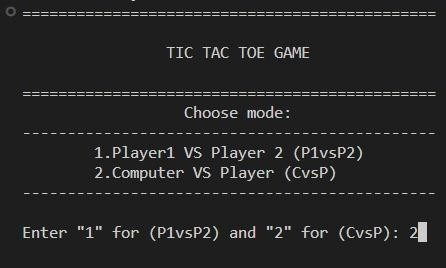 ==============================================
TIC TAC TOE GAME
==============================================
Choose mode:
----------------------------------------------
1.Player1 VS Player 2 (P1vsP2)
2.Computer VS Player (CvsP)
----------------------------------------------
Enter "1" for (P1vsP2) and "2" for (CvsP): 2